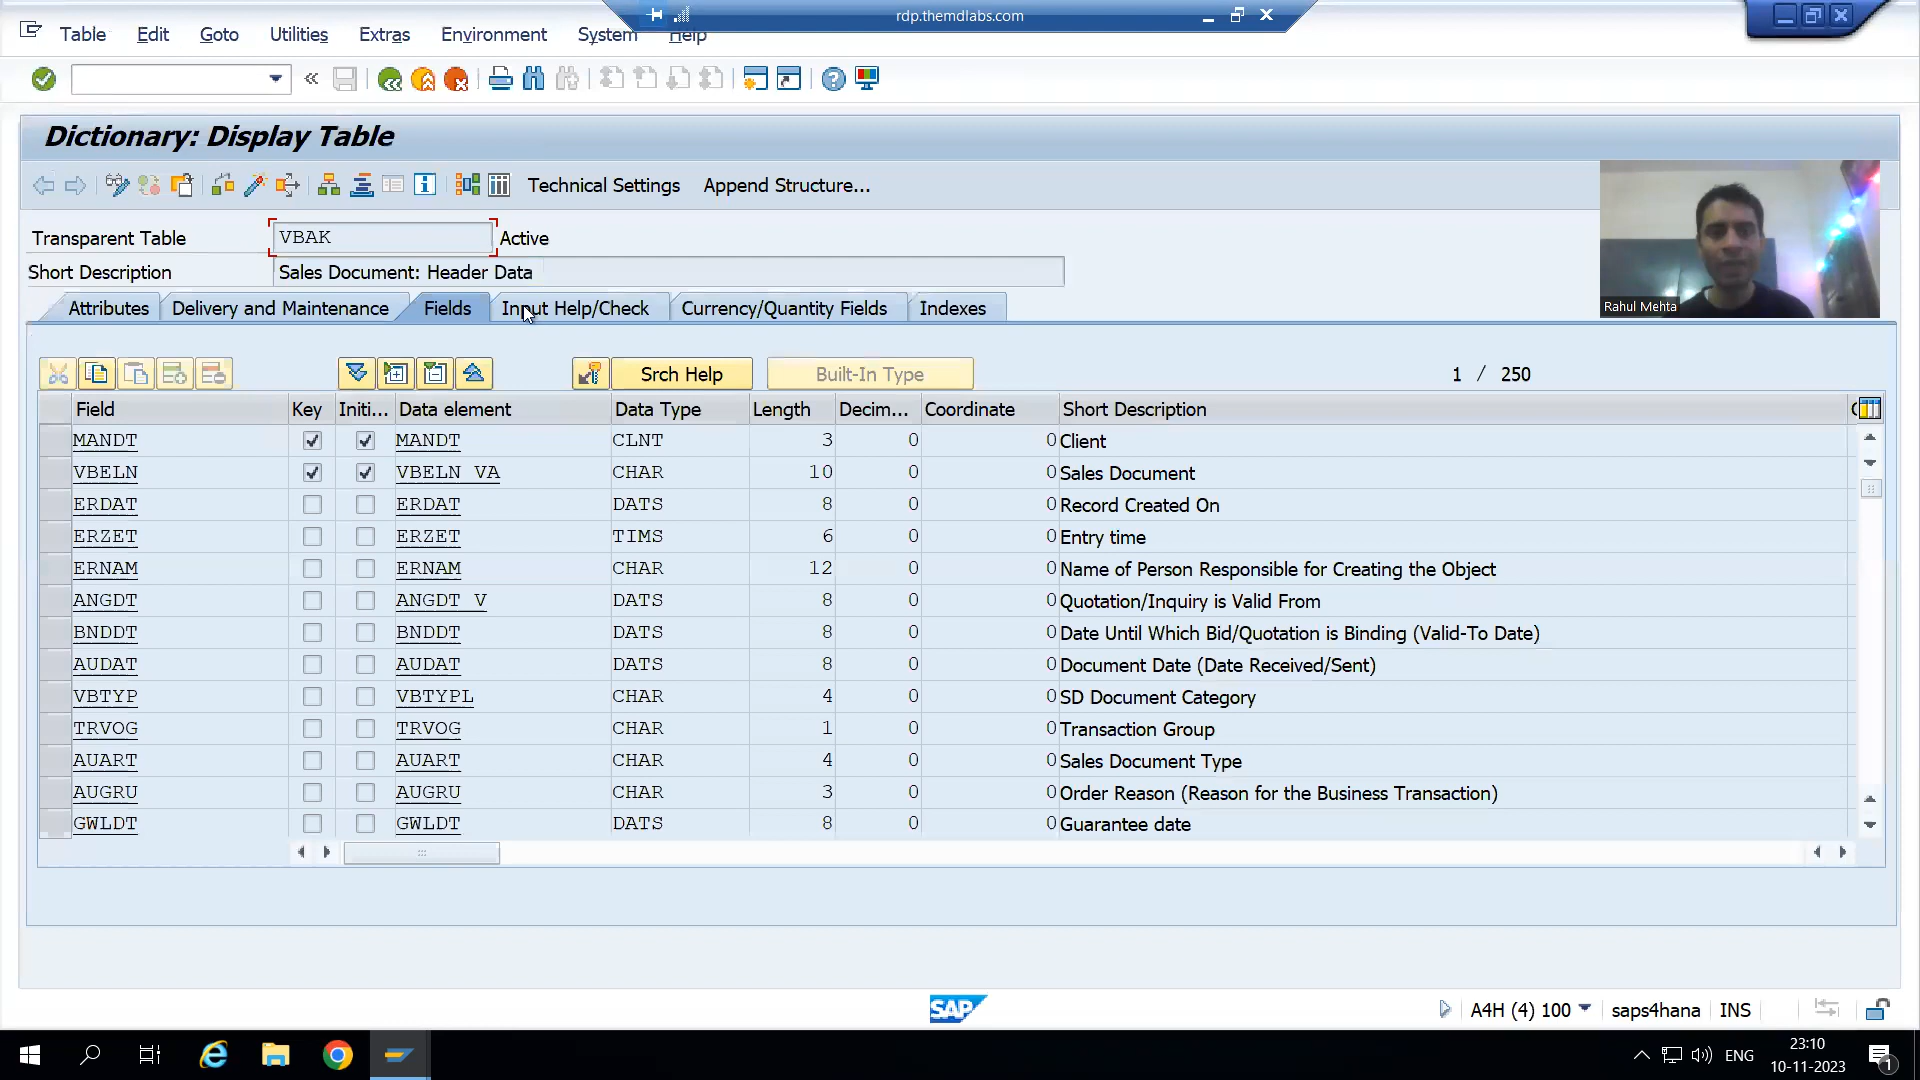 rdp.themdlabs.com
Table Edit Goto Utilities Extras Environment System Help
Dictionary: Display Table
Technical Settings Append Structure...
Transparent Table VBAK Active
Short Description Sales Document: Header Data
Rahul Mehta
Attributes Delivery and Maintenance Fields Input Help/Check Currency/Quantity Fields Indexes
Srch Help Built-In Type 1 / 250
Field Key Initi... Data element Data Type Length Decim... Coordinate Short Description
MANDT MANDT CLNT 3 0 0 Client
VBELN VBELN_VA CHAR 10 0 0 Sales Document
ERDAT ERDAT DATS 8 0 0 Record Created On
ERZET ERZET TIMS 6 0 0 Entry time
ERNAM ERNAM CHAR 12 0 0 Name of Person Responsible for Creating the Object
ANGDT ANGDT_V DATS 8 0 0 Quotation/Inquiry is Valid From
BNDDT BNDDT DATS 8 0 0 Date Until Which Bid/Quotation is Binding (Valid-To Date)
AUDAT AUDAT DATS 8 0 0 Document Date (Date Received/Sent)
VBTYP VBTYPL CHAR 4 0 0 SD Document Category
TRVOG TRVOG CHAR 1 0 0 Transaction Group
AUART AUART CHAR 4 0 0 Sales Document Type
AUGRU AUGRU CHAR 3 0 0 Order Reason (Reason for the Business Transaction)
GWLDT GWLDT DATS 8 0 0 Guarantee date
SAP
A4H (4) 100 saps4hana INS
ENG 23:10
10-11-2023
1